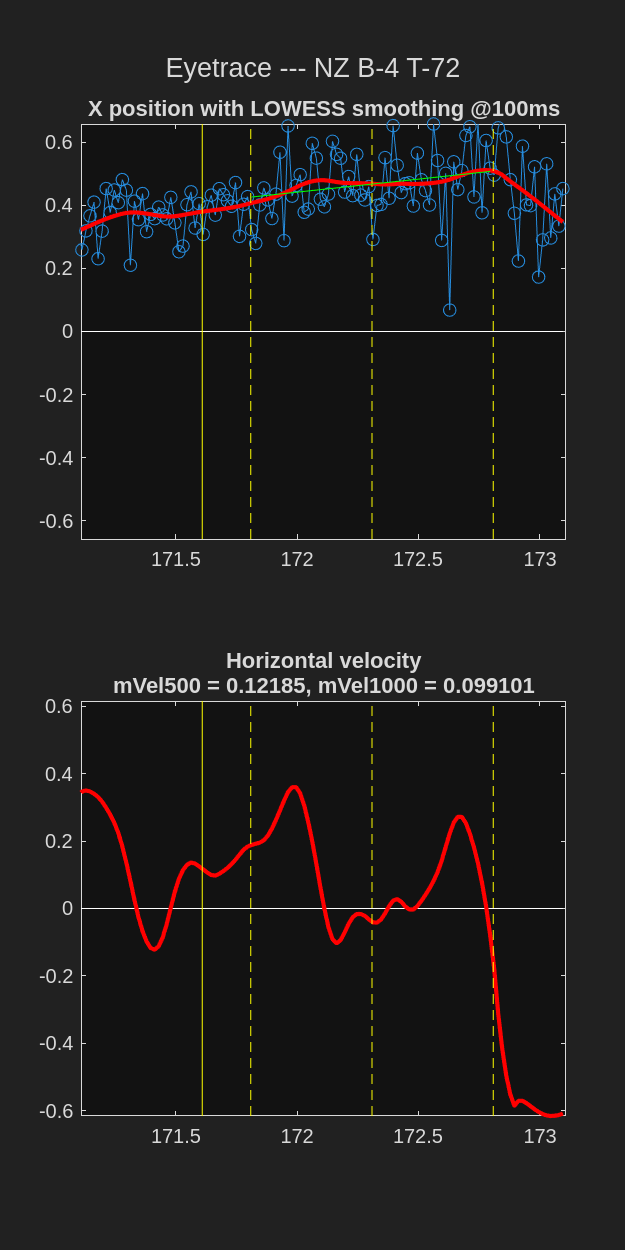 Eyetrace --- NZ B-4 T-72
X position with LOWESS smoothing @100ms
0.6
0.4
0.2
0
-0.2
-0.4
-0.6
171.5 172 172.5 173
Horizontal velocity
mVel500 = 0.12185, mVel1000 = 0.099101
0.6
0.4
0.2
0
-0.2
-0.4
-0.6
171.5 172 172.5 173